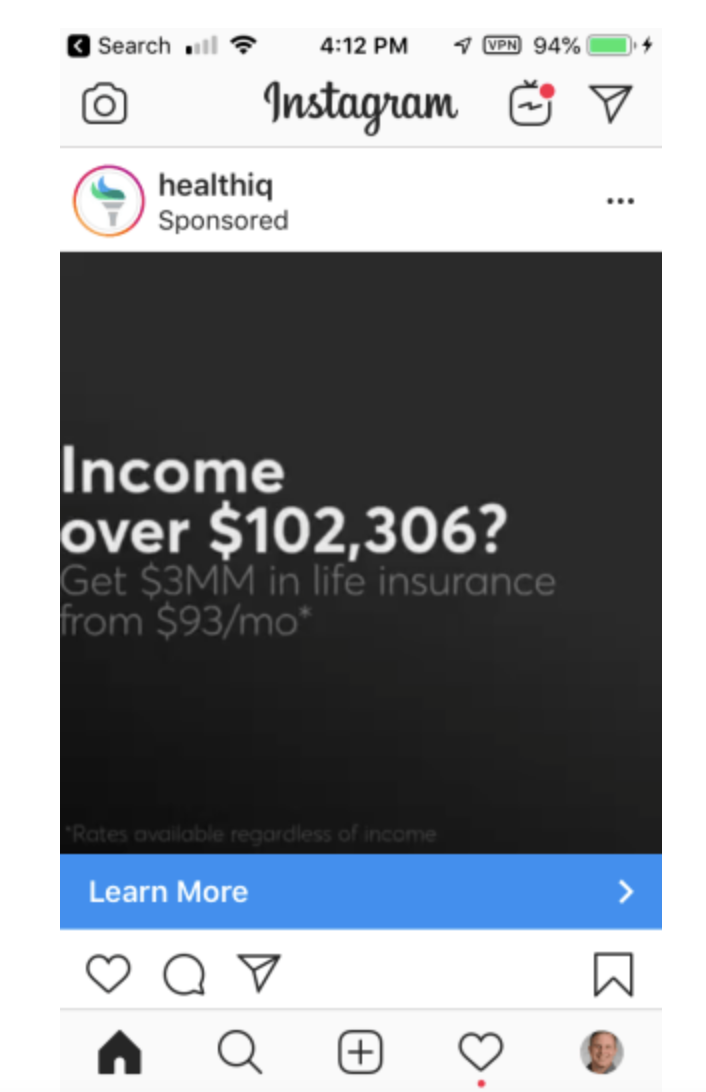 Search 4:12 PM VPN 94%
Instagram
healthiq
Sponsored
Income
over $102,306?
Get $3MM in life insurance
from $93/mo*
*Rates available regardless of income
Learn More